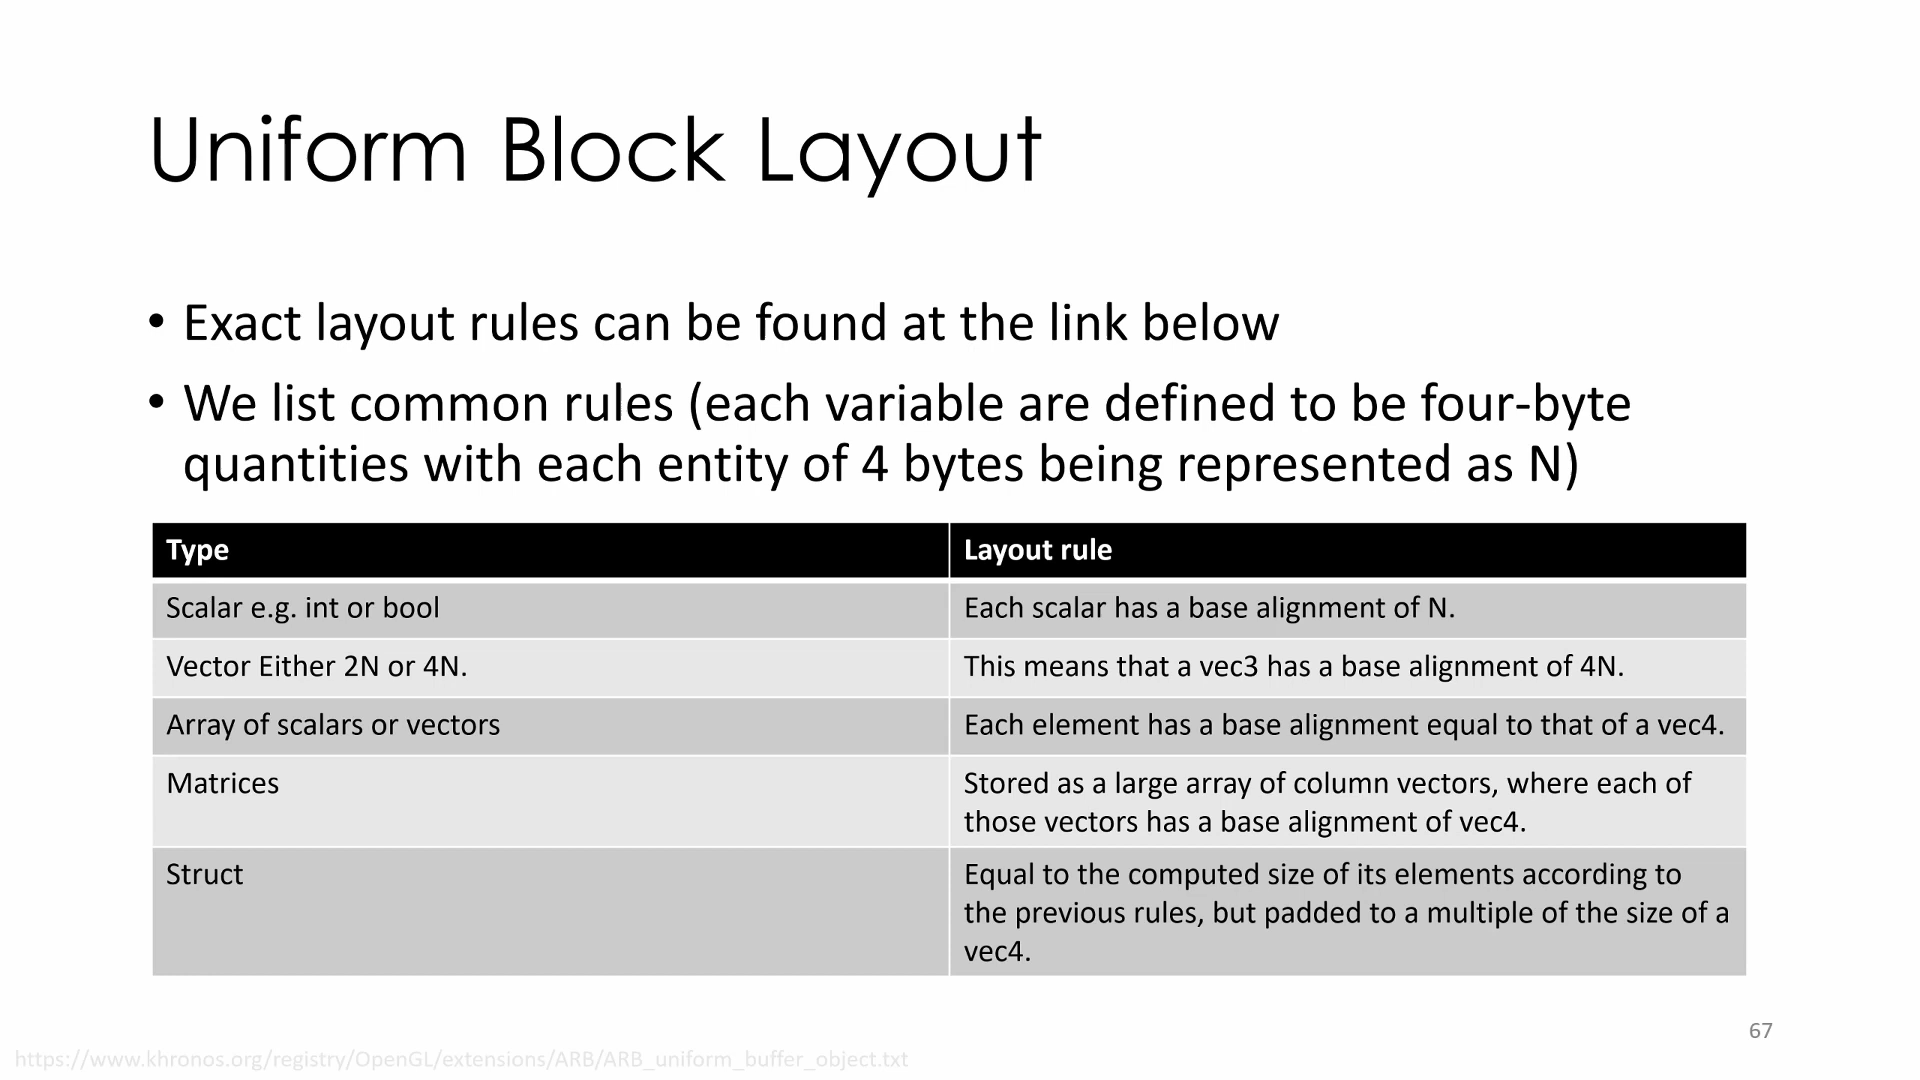 Uniform Block Layout
• Exact layout rules can be found at the link below
• We list common rules (each variable are defined to be four-byte
quantities with each entity of 4 bytes being represented as N)
Type
Layout rule
Scalar e.g. int or bool
Each scalar has a base alignment of N.
Vector Either 2N or 4N.
This means that a vec3 has a base alignment of 4N.
Array of scalars or vectors
Each element has a base alignment equal to that of a vec4.
Matrices
Stored as a large array of column vectors, where each of
those vectors has a base alignment of vec4.
Struct
Equal to the computed size of its elements according to
the previous rules, but padded to a multiple of the size of a
vec4.
67
https://www.khronos.org/registry/OpenGL/extensions/ARB/ARB_uniform_buffer_object.txt